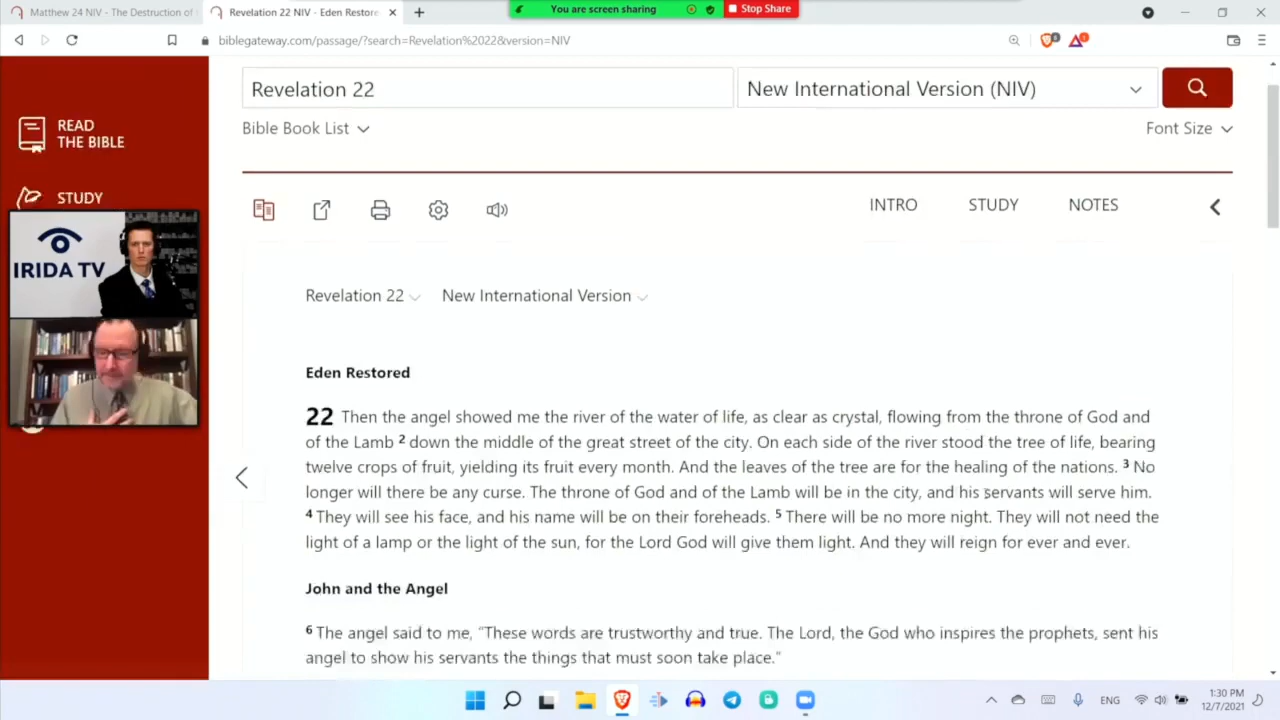 Matthew 24 NIV - The Destruction of
Revelation 22 NIV - Eden Restore
You are screen sharing
Stop Share
biblegateway.com/passage/?search=Revelation%2022&version=NIV
Revelation 22
New International Version (NIV)
READ
THE BIBLE
Bible Book List
Font Size
STUDY
INTRO
STUDY
NOTES
IRIDA TV
Revelation 22
New International Version
Eden Restored
22 Then the angel showed me the river of the water of life, as clear as crystal, flowing from the throne of God and
of the Lamb 2 down the middle of the great street of the city. On each side of the river stood the tree of life, bearing
twelve crops of fruit, yielding its fruit every month. And the leaves of the tree are for the healing of the nations. 3 No
longer will there be any curse. The throne of God and of the Lamb will be in the city, and his servants will serve him.
4 They will see his face, and his name will be on their foreheads. 5 There will be no more night. They will not need the
light of a lamp or the light of the sun, for the Lord God will give them light. And they will reign for ever and ever.
John and the Angel
6 The angel said to me, “These words are trustworthy and true. The Lord, the God who inspires the prophets, sent his
angel to show his servants the things that must soon take place.”
ENG
1:30 PM
12/7/2021